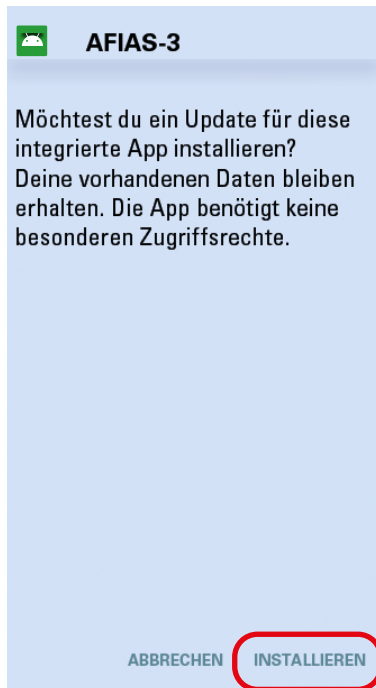 AFIAS-3
Möchtest du ein Update für diese
integrierte App installieren?
Deine vorhandenen Daten bleiben
erhalten. Die App benötigt keine
besonderen Zugriffsrechte.
ABBRECHEN INSTALLIEREN